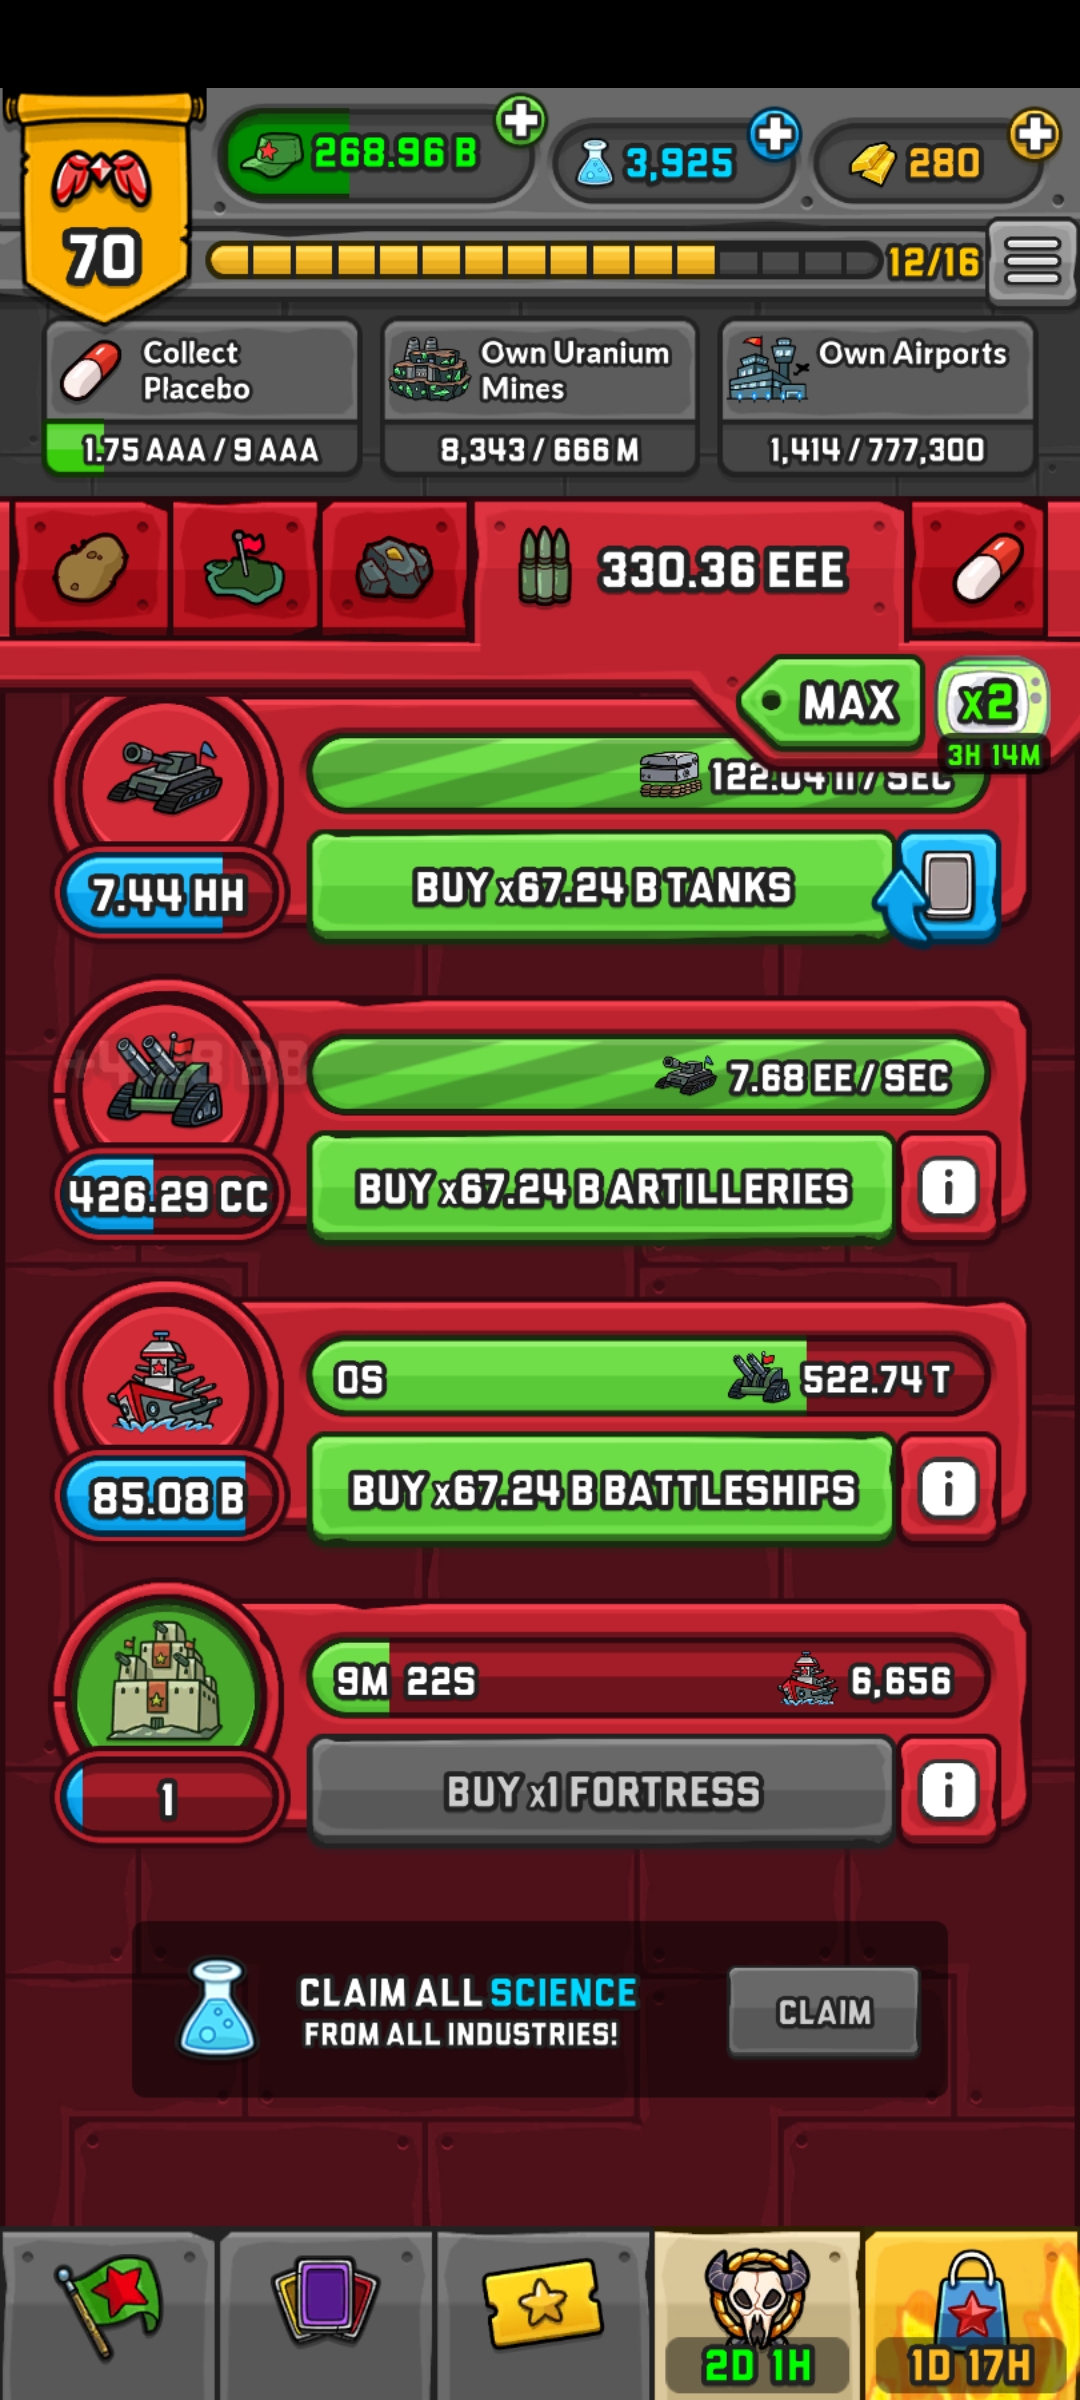 268.96 B
3,925
280
70
12/16
Collect
Placebo
Own Uranium
Mines
Own Airports
1.75 AAA / 9 AAA
8,343 / 666 M
1,414 / 777,300
330.36 EEE
MAX
x2
3H 14M
/ SEC
7.44 HH
BUY x67.24 B TANKS
7.68 EE / SEC
426.29 CC
BUY x67.24 B ARTILLERIES
i
0S
522.74 T
85.08 B
BUY x67.24 B BATTLESHIPS
i
9M 22S
6,656
1
BUY x1 FORTRESS
i
CLAIM ALL SCIENCE
FROM ALL INDUSTRIES!
CLAIM
2D 1H
1D 17H